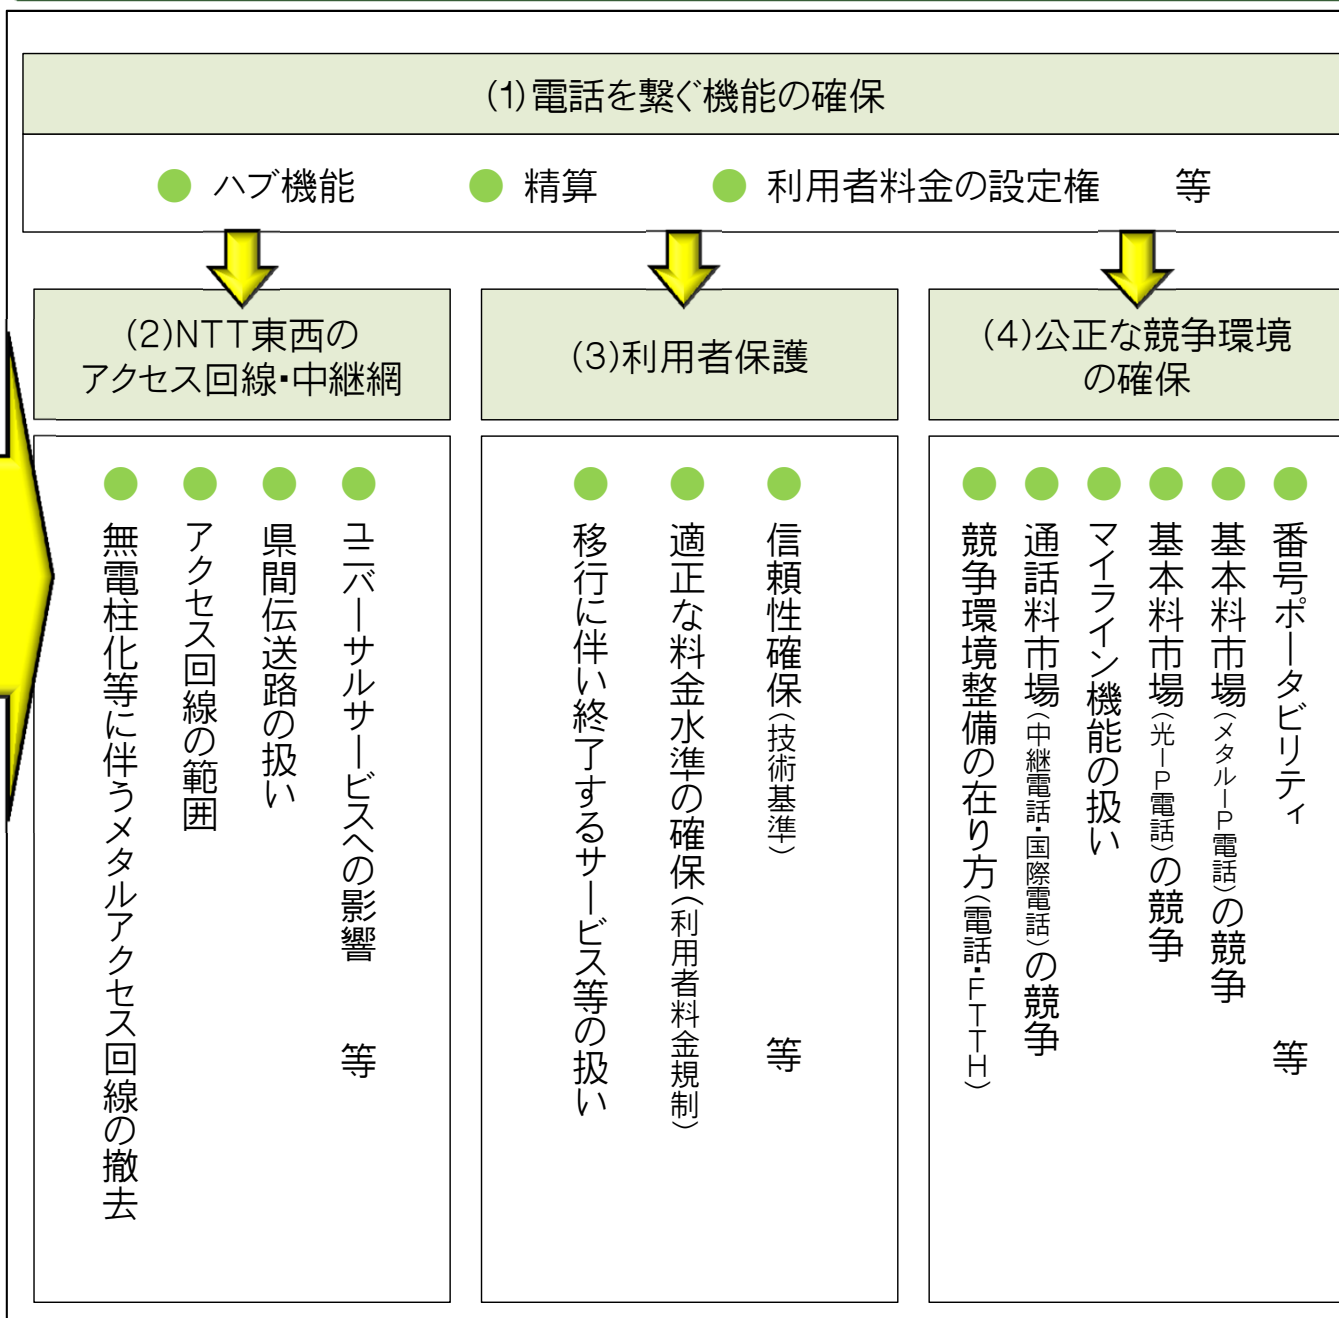 (1)電話を繋ぐ機能の確保
● ハブ機能　● 精算　● 利用者料金の設定権　等
(2)NTT東西の
アクセス回線・中継網
● 無電柱化等に伴うメタルアクセス回線の撤去
● アクセス回線の範囲
● 県間伝送路の扱い
● ユニバーサルサービスへの影響　等
(3)利用者保護
● 移行に伴い終了するサービス等の扱い
● 適正な料金水準の確保(利用者料金規制)
● 信頼性確保(技術基準)　等
(4)公正な競争環境
の確保
● 競争環境整備の在り方(電話・FTTH)
● 通話料市場(中継電話・国際電話)の競争
● マイライン機能の扱い
● 基本料市場(光IP電話)の競争
● 基本料市場(メタルIP電話)の競争
● 番号ポータビリティ　等